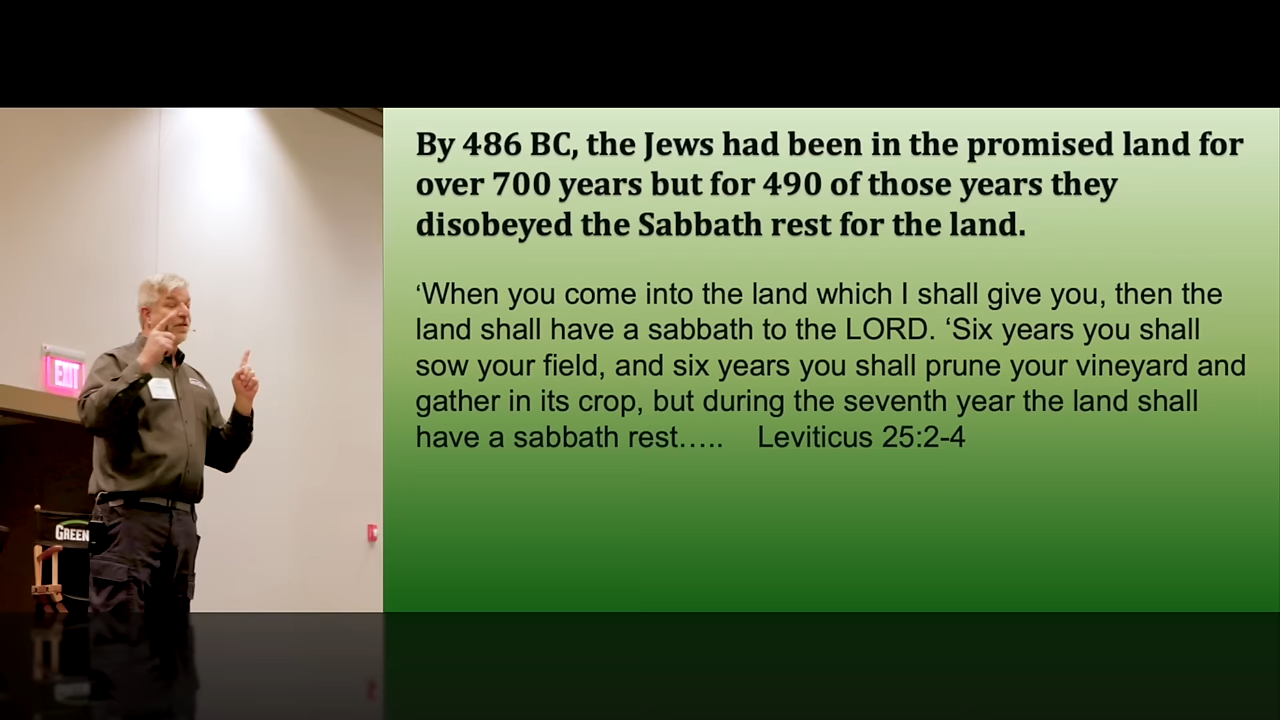 By 486 BC, the Jews had been in the promised land for
over 700 years but for 490 of those years they
disobeyed the Sabbath rest for the land.
‘When you come into the land which I shall give you, then the
land shall have a sabbath to the LORD. ‘Six years you shall
sow your field, and six years you shall prune your vineyard and
gather in its crop, but during the seventh year the land shall
have a sabbath rest….. Leviticus 25:2-4
EXIT
GREEN